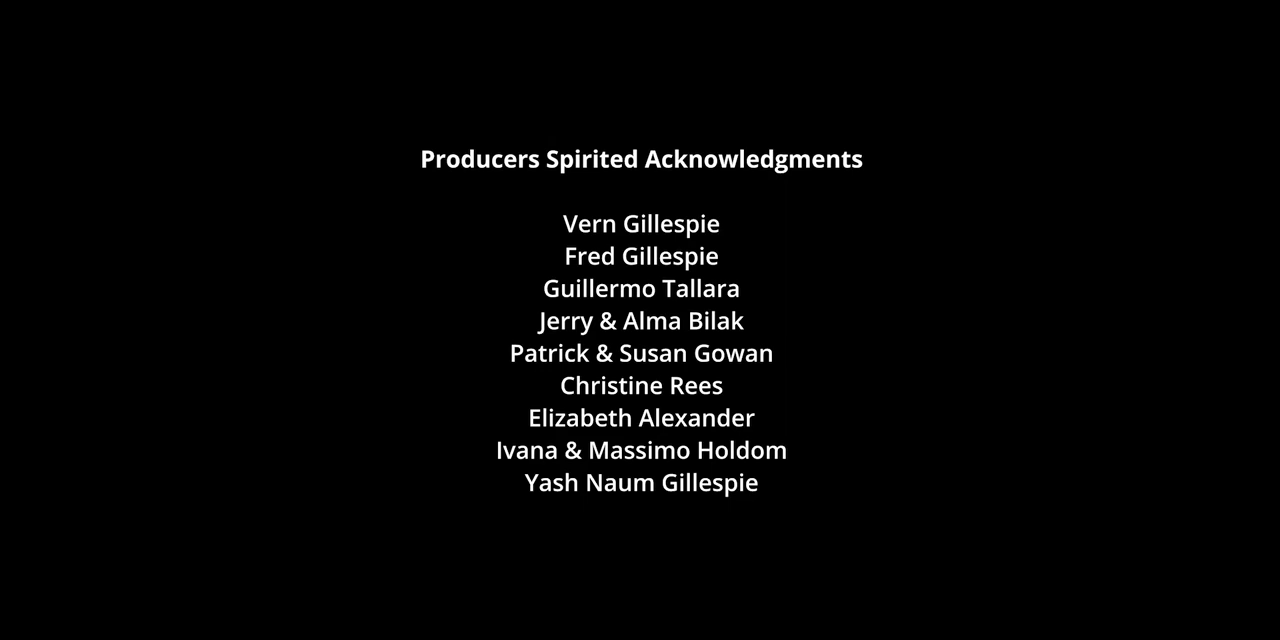 Producers Spirited Acknowledgments
Vern Gillespie
Fred Gillespie
Guillermo Tallara
Jerry & Alma Bilak
Patrick & Susan Gowan
Christine Rees
Elizabeth Alexander
Ivana & Massimo Holdom
Yash Naum Gillespie